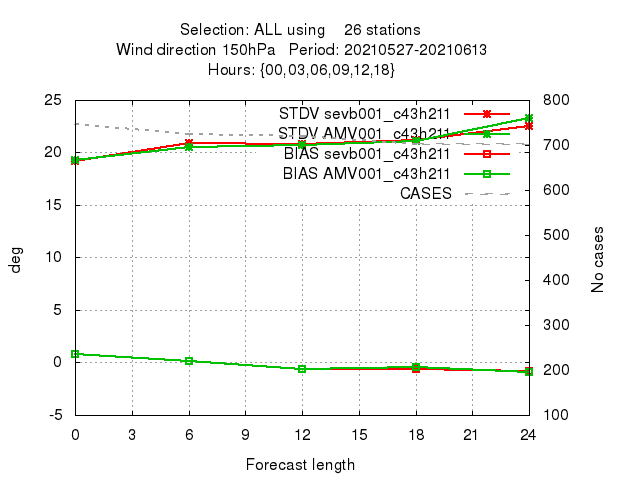 Selection: ALL using 26 stations
Wind direction 150hPa Period: 20210527-20210613
Hours: {00,03,06,09,12,18}
25 800
STDV sevb001_c43h211
STDV AMV001_c43h211
20 700
BIAS sevb001_c43h211
BIAS AMV001_c43h211
CASES 600
15 500
deg
No cases
10 400
5 300
0 200
-5 100
0 3 6 9 12 15 18 21 24
Forecast length